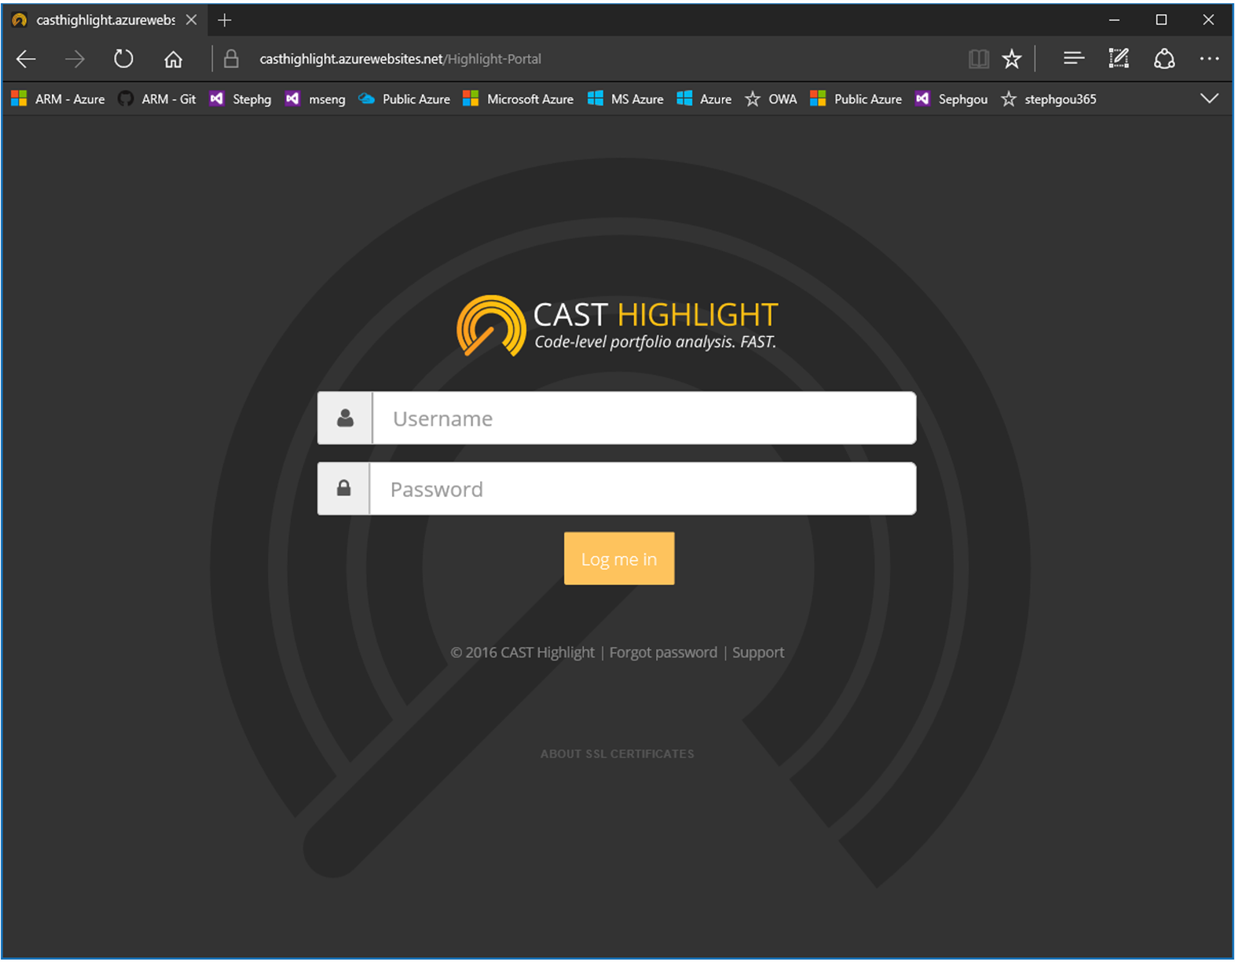 casthighlight.azurewebs
casthighlight.azurewebsites.net/Highlight-Portal
ARM - Azure ARM - Git Stephg mseng Public Azure Microsoft Azure MS Azure Azure OWA Public Azure Sephgou stephgou365
CAST HIGHLIGHT
Code-level portfolio analysis. FAST.
Username
Password
Log me in
© 2016 CAST Highlight | Forgot password | Support
ABOUT SSL CERTIFICATES